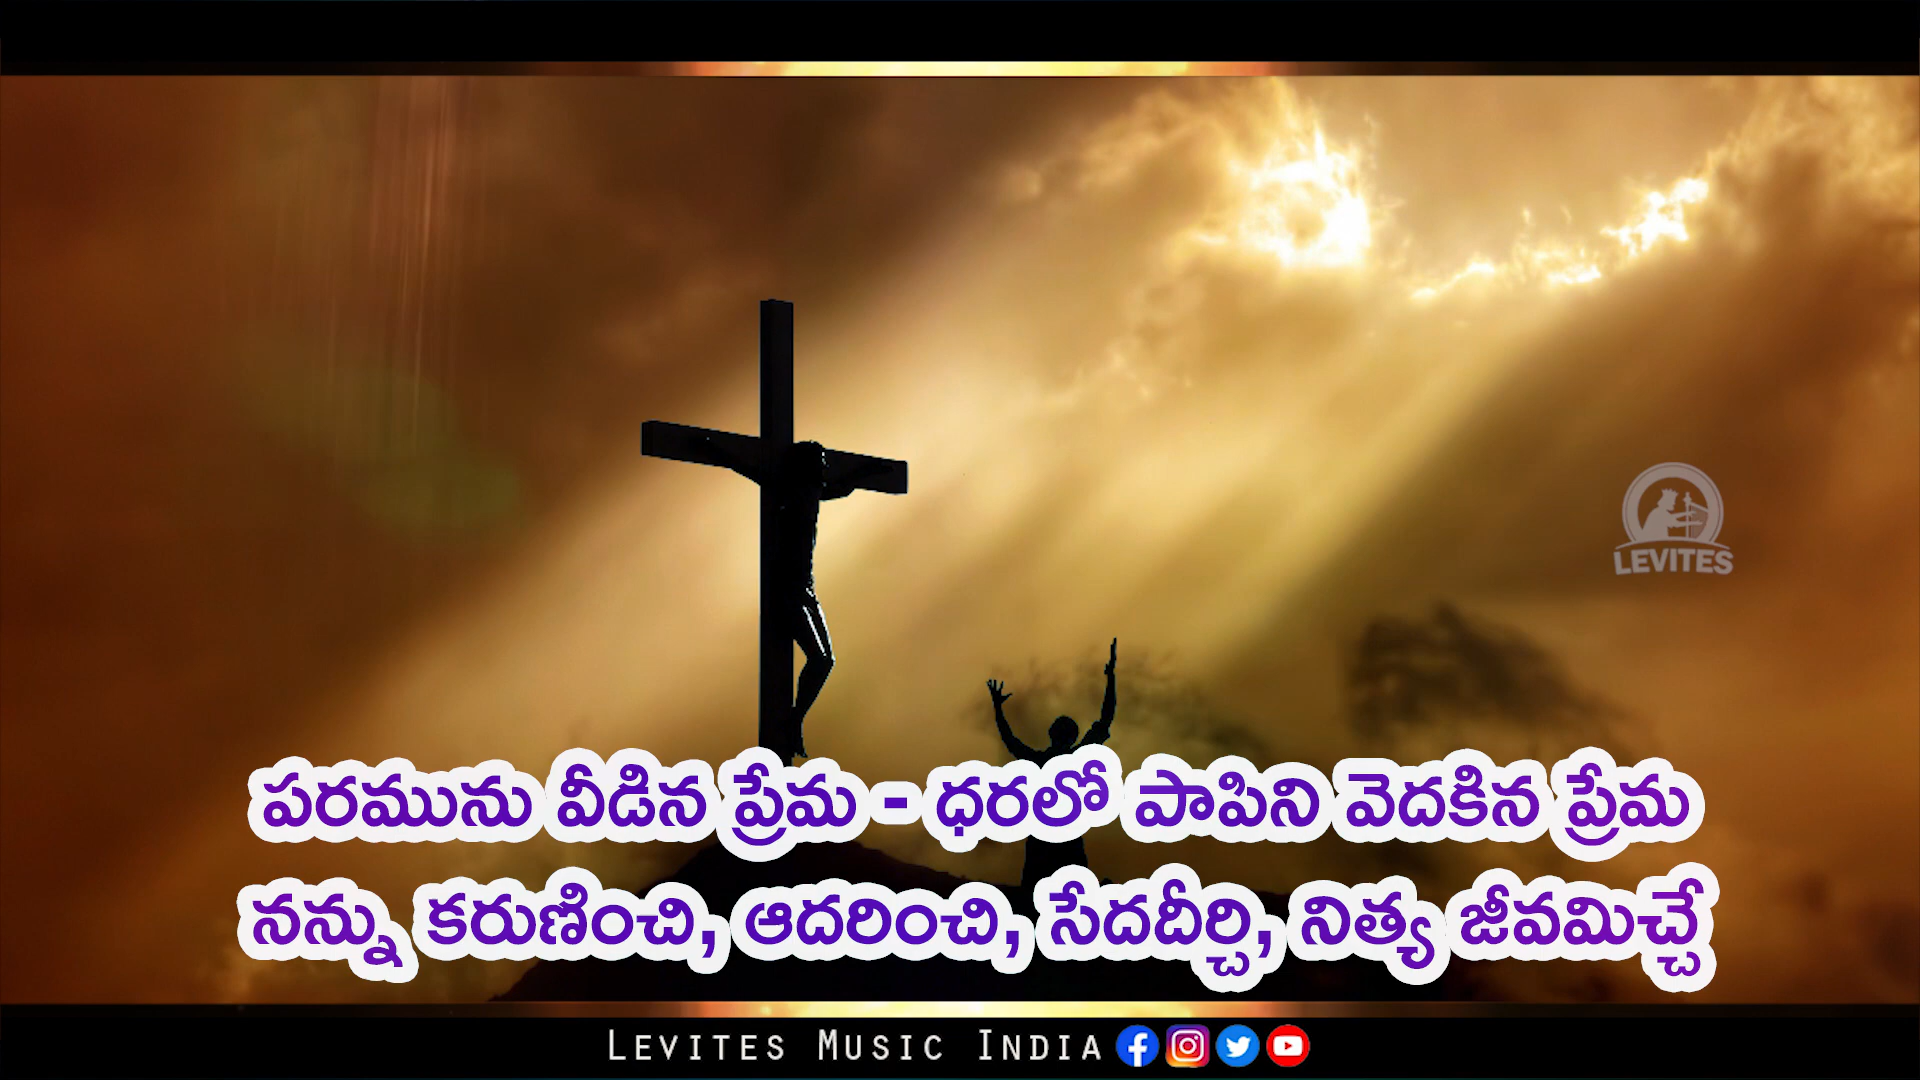 LEVITES
పరమును వీడిన ప్రేమ - ధరలో పాపిని వెదకిన ప్రేమ
నన్ను కరుణించి, ఆదరించి, సేదదీర్చి, నిత్య జీవమిచ్చే
LEVITES MUSIC INDIA